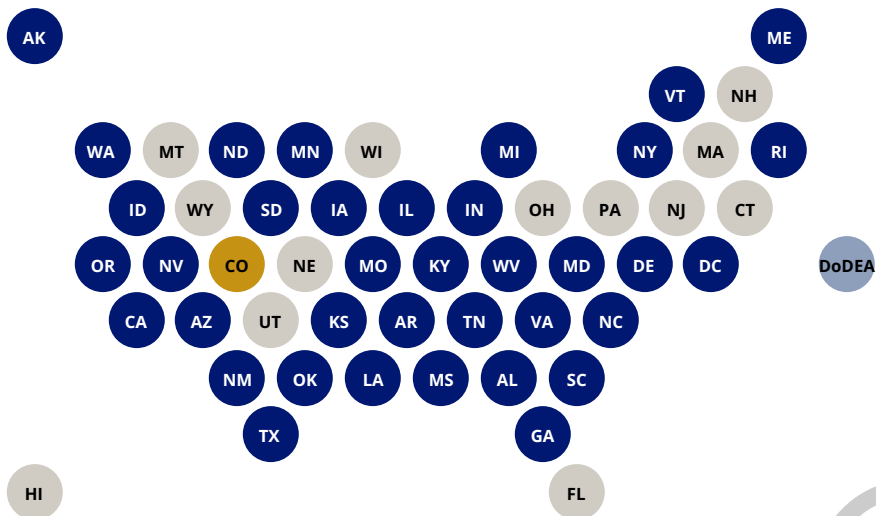 AK ME
VT NH
WA MT ND MN WI MI NY MA RI
ID WY SD IA IL IN OH PA NJ CT
OR NV CO NE MO KY WV MD DE DC DoDEA
CA AZ UT KS AR TN VA NC
NM OK LA MS AL SC
TX GA
HI FL